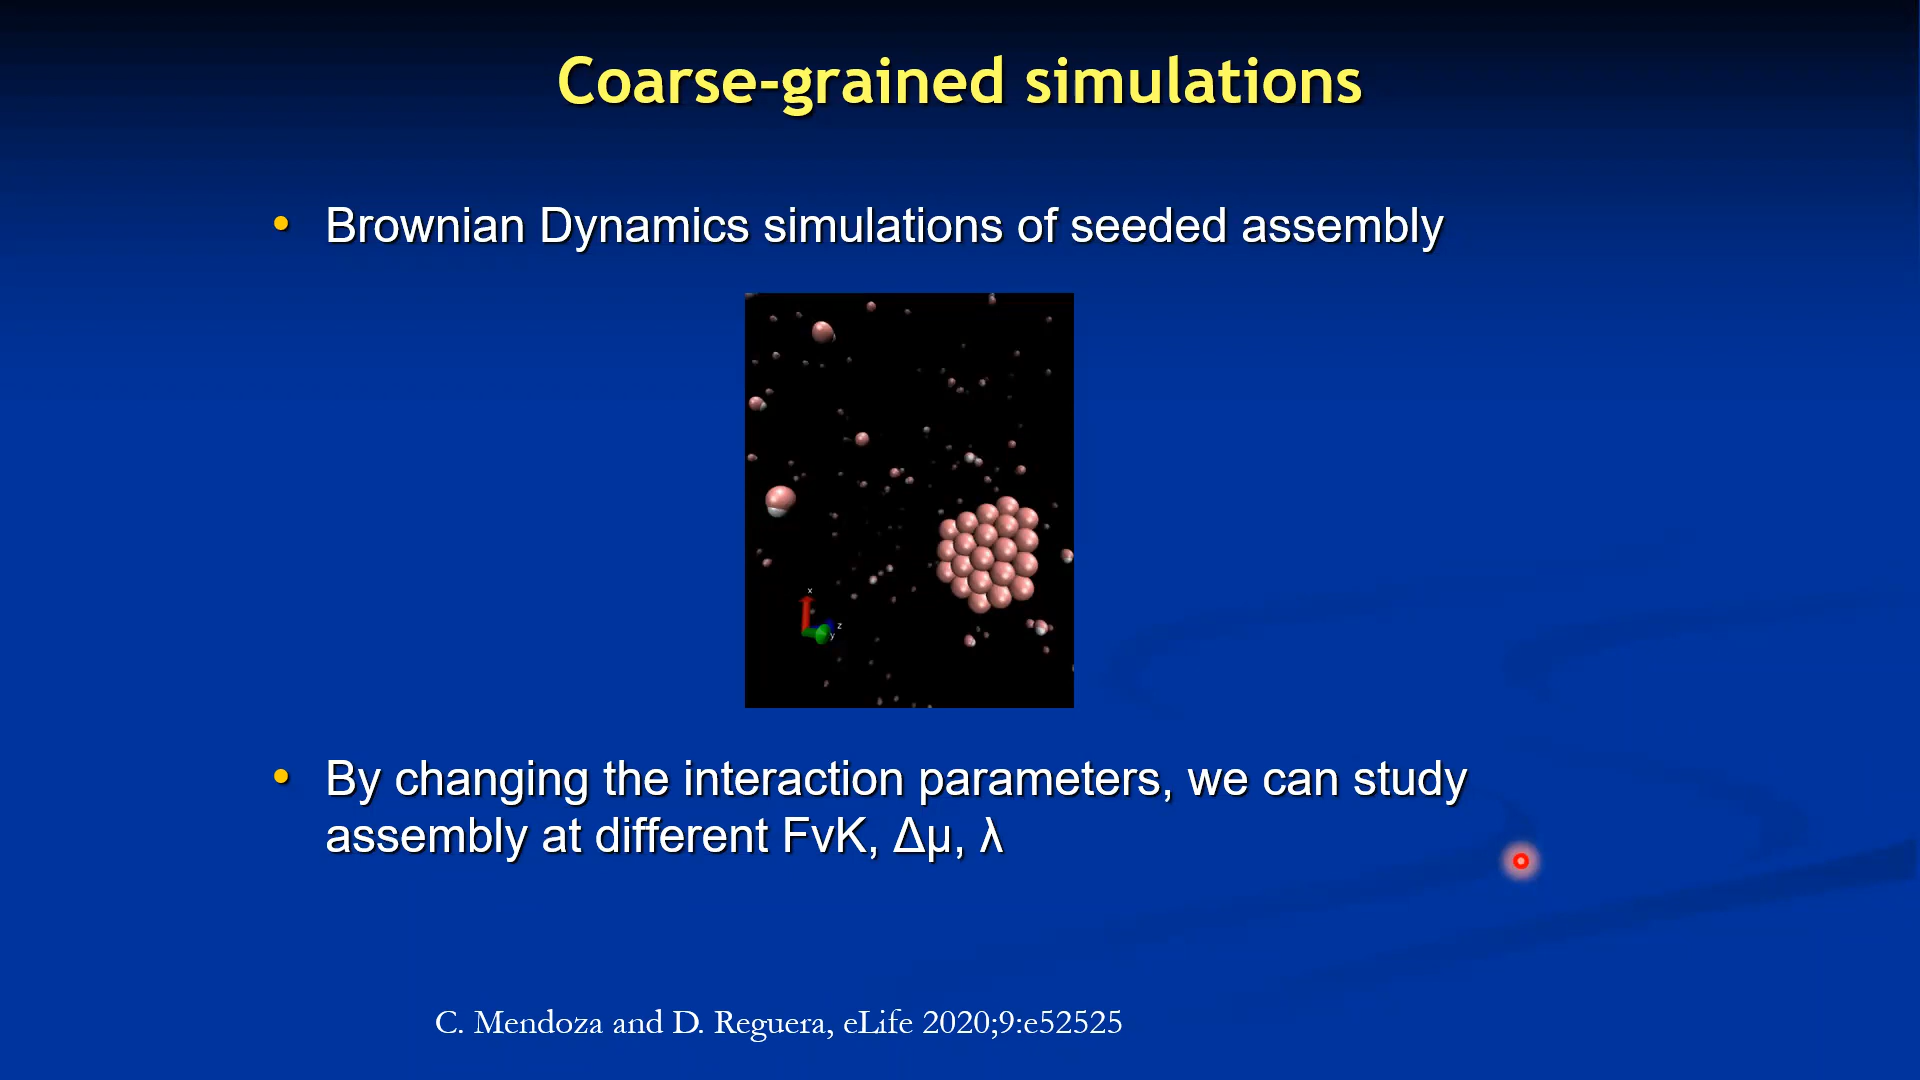 Coarse-grained simulations
• Brownian Dynamics simulations of seeded assembly
x
z
y
• By changing the interaction parameters, we can study
assembly at different FvK, Δμ, λ
C. Mendoza and D. Reguera, eLife 2020;9:e52525